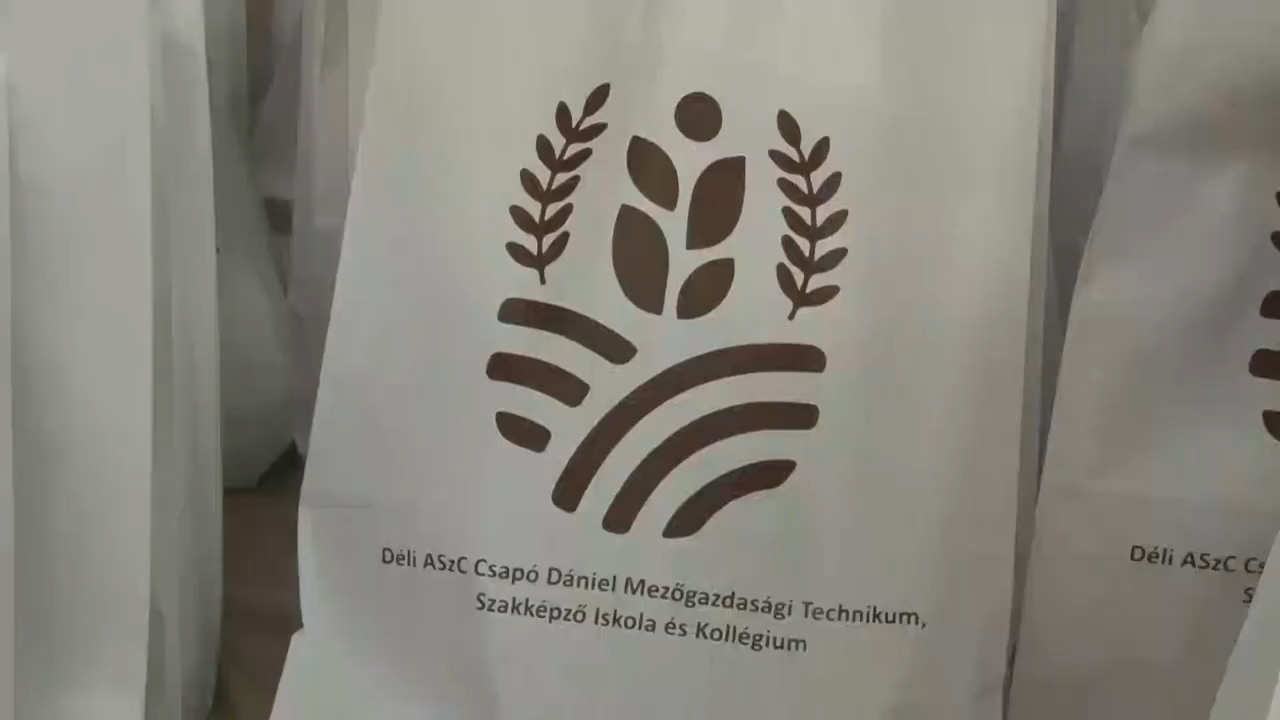 Déli ASzC Csapó Dániel Mezőgazdasági Technikum,
Szakképző Iskola és Kollégium
Déli ASzC